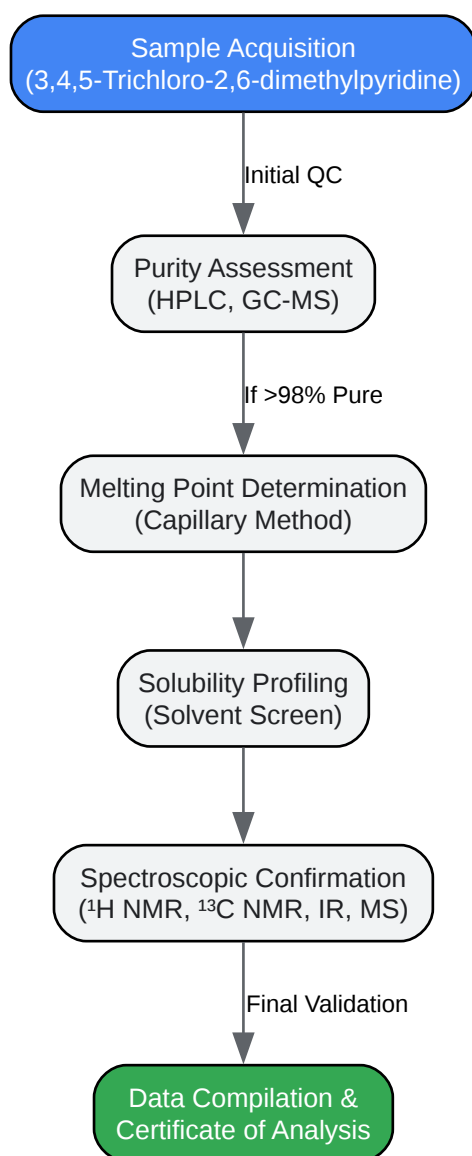 Sample Acquisition
(3,4,5-Trichloro-2,6-dimethylpyridine)
Initial QC
Purity Assessment
(HPLC, GC-MS)
If >98% Pure
Melting Point Determination
(Capillary Method)
Solubility Profiling
(Solvent Screen)
Spectroscopic Confirmation
(¹H NMR, ¹³C NMR, IR, MS)
Final Validation
Data Compilation &
Certificate of Analysis